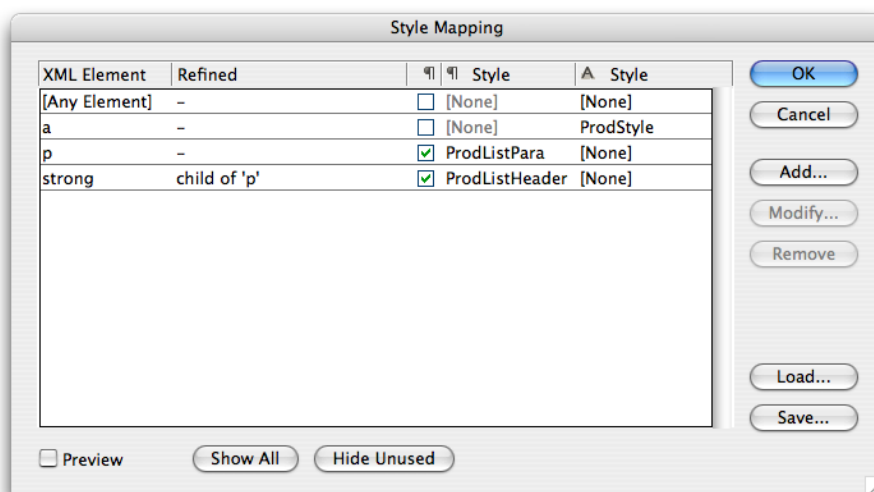 Style Mapping
XML Element Refined ¶ ¶ Style A Style
[Any Element] – [None] [None]
a – [None] ProdStyle
p – ProdListPara [None]
strong child of 'p' ProdListHeader [None]
OK
Cancel
Add...
Modify...
Remove
Load...
Save...
Preview Show All Hide Unused